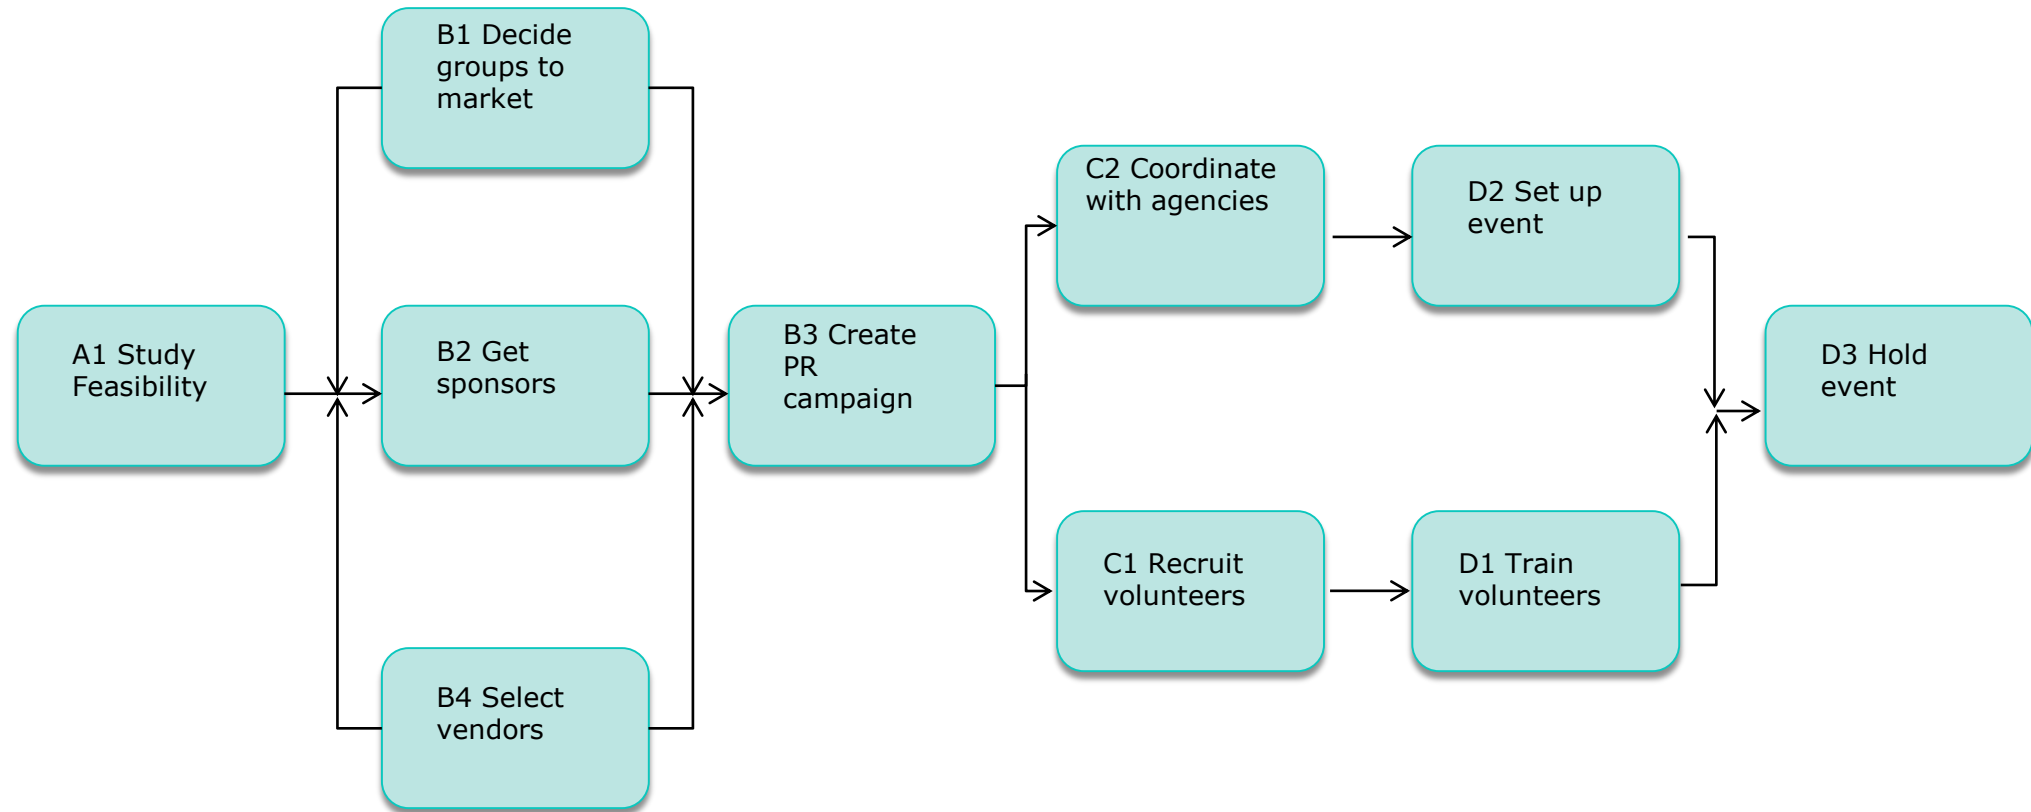 B1 Decide
groups to
market
A1 Study
Feasibility
B2 Get
sponsors
B4 Select
vendors
B3 Create
PR
campaign
C2 Coordinate
with agencies
C1 Recruit
volunteers
D2 Set up
event
D1 Train
volunteers
D3 Hold
event